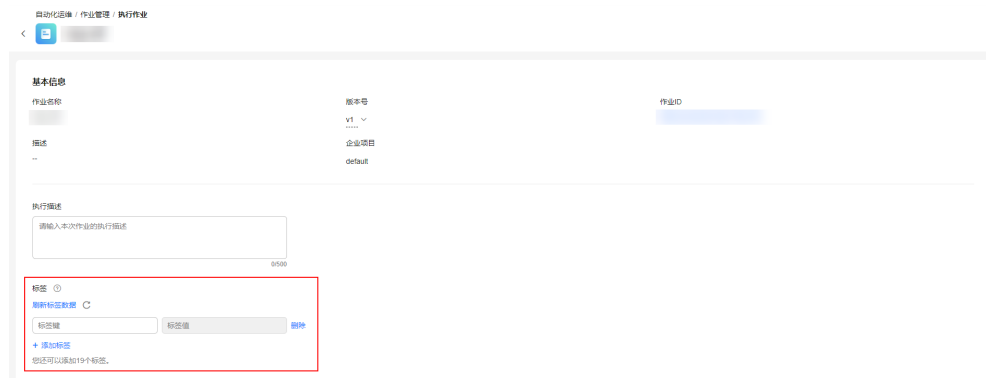 自动化运维 / 作业管理 / 执行作业
基本信息
作业名称 版本号 作业ID
v1
描述 企业项目
-- default
执行描述
请输入本次作业的执行描述
0/500
标签
刷新标签数据
标签键 标签值 删除
+ 添加标签
您还可以添加19个标签。